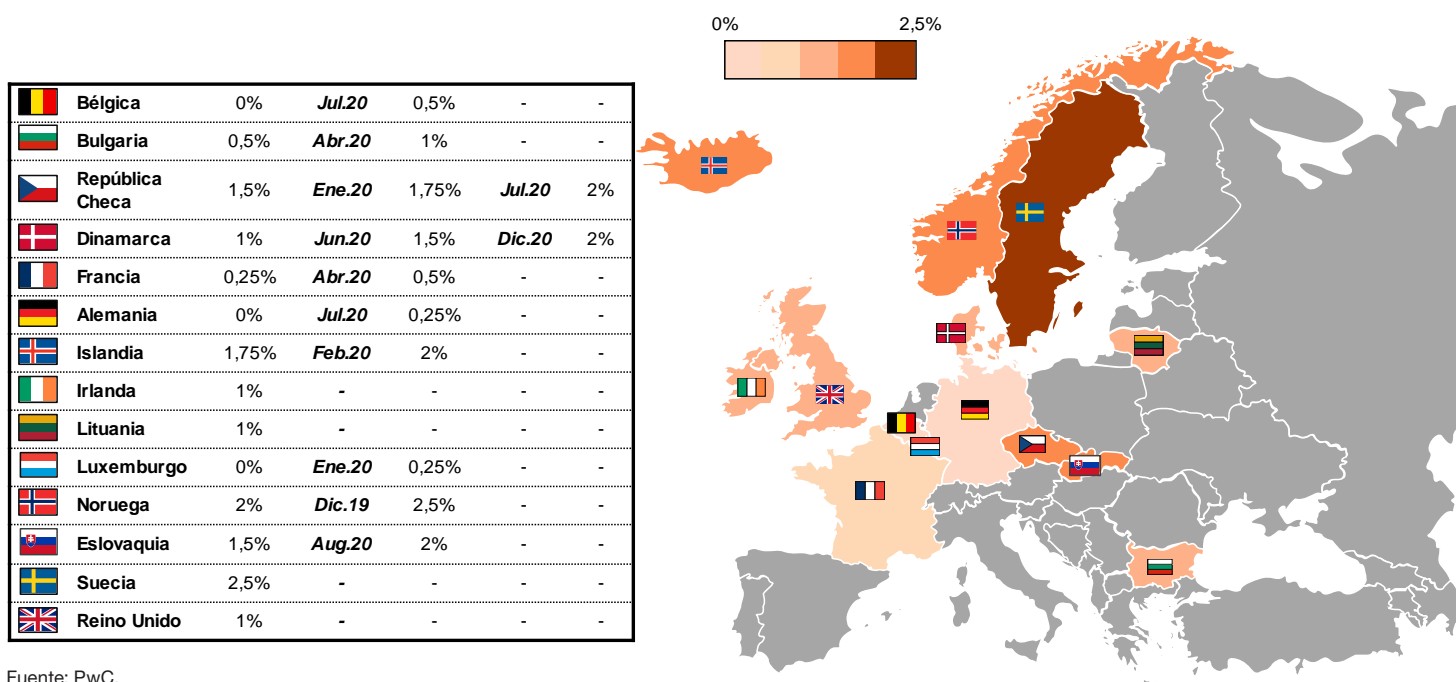 0% 2,5%
Bélgica 0% Jul.20 0,5% - -
Bulgaria 0,5% Abr.20 1% - -
República
Checa 1,5% Ene.20 1,75% Jul.20 2%
Dinamarca 1% Jun.20 1,5% Dic.20 2%
Francia 0,25% Abr.20 0,5% - -
Alemania 0% Jul.20 0,25% - -
Islandia 1,75% Feb.20 2% - -
Irlanda 1% - - - -
Lituania 1% - - - -
Luxemburgo 0% Ene.20 0,25% - -
Noruega 2% Dic.19 2,5% - -
Eslovaquia 1,5% Aug.20 2% - -
Suecia 2,5% - - - -
Reino Unido 1% - - - -
Fuente: PwC